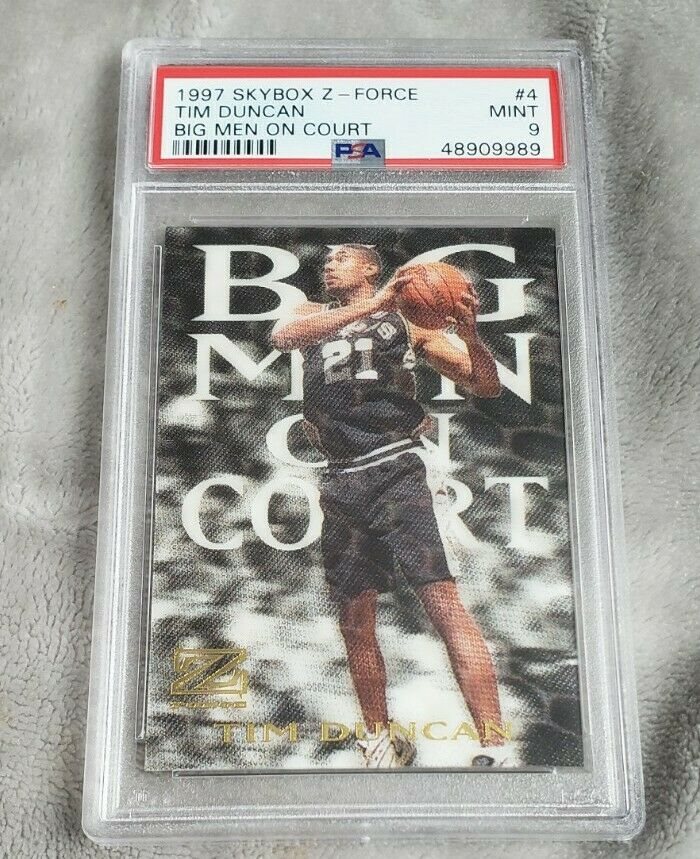 1997 SKYBOX Z-FORCE #4
TIM DUNCAN MINT
BIG MEN ON COURT 9
PSA 48909989
BIG
MEN
ON
COURT
21
Z
FORCE
TIM DUNCAN